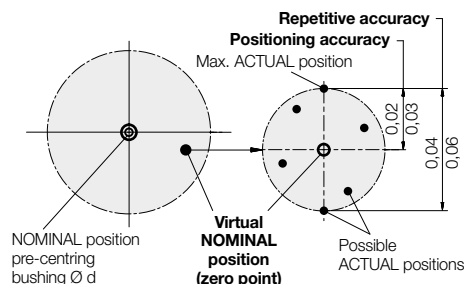 Repetitive accuracy
Positioning accuracy
Max. ACTUAL position
0,02
0,03
0,04
0,06
NOMINAL position
pre-centring
bushing Ø d
Virtual
NOMINAL
position
(zero point)
Possible
ACTUAL positions